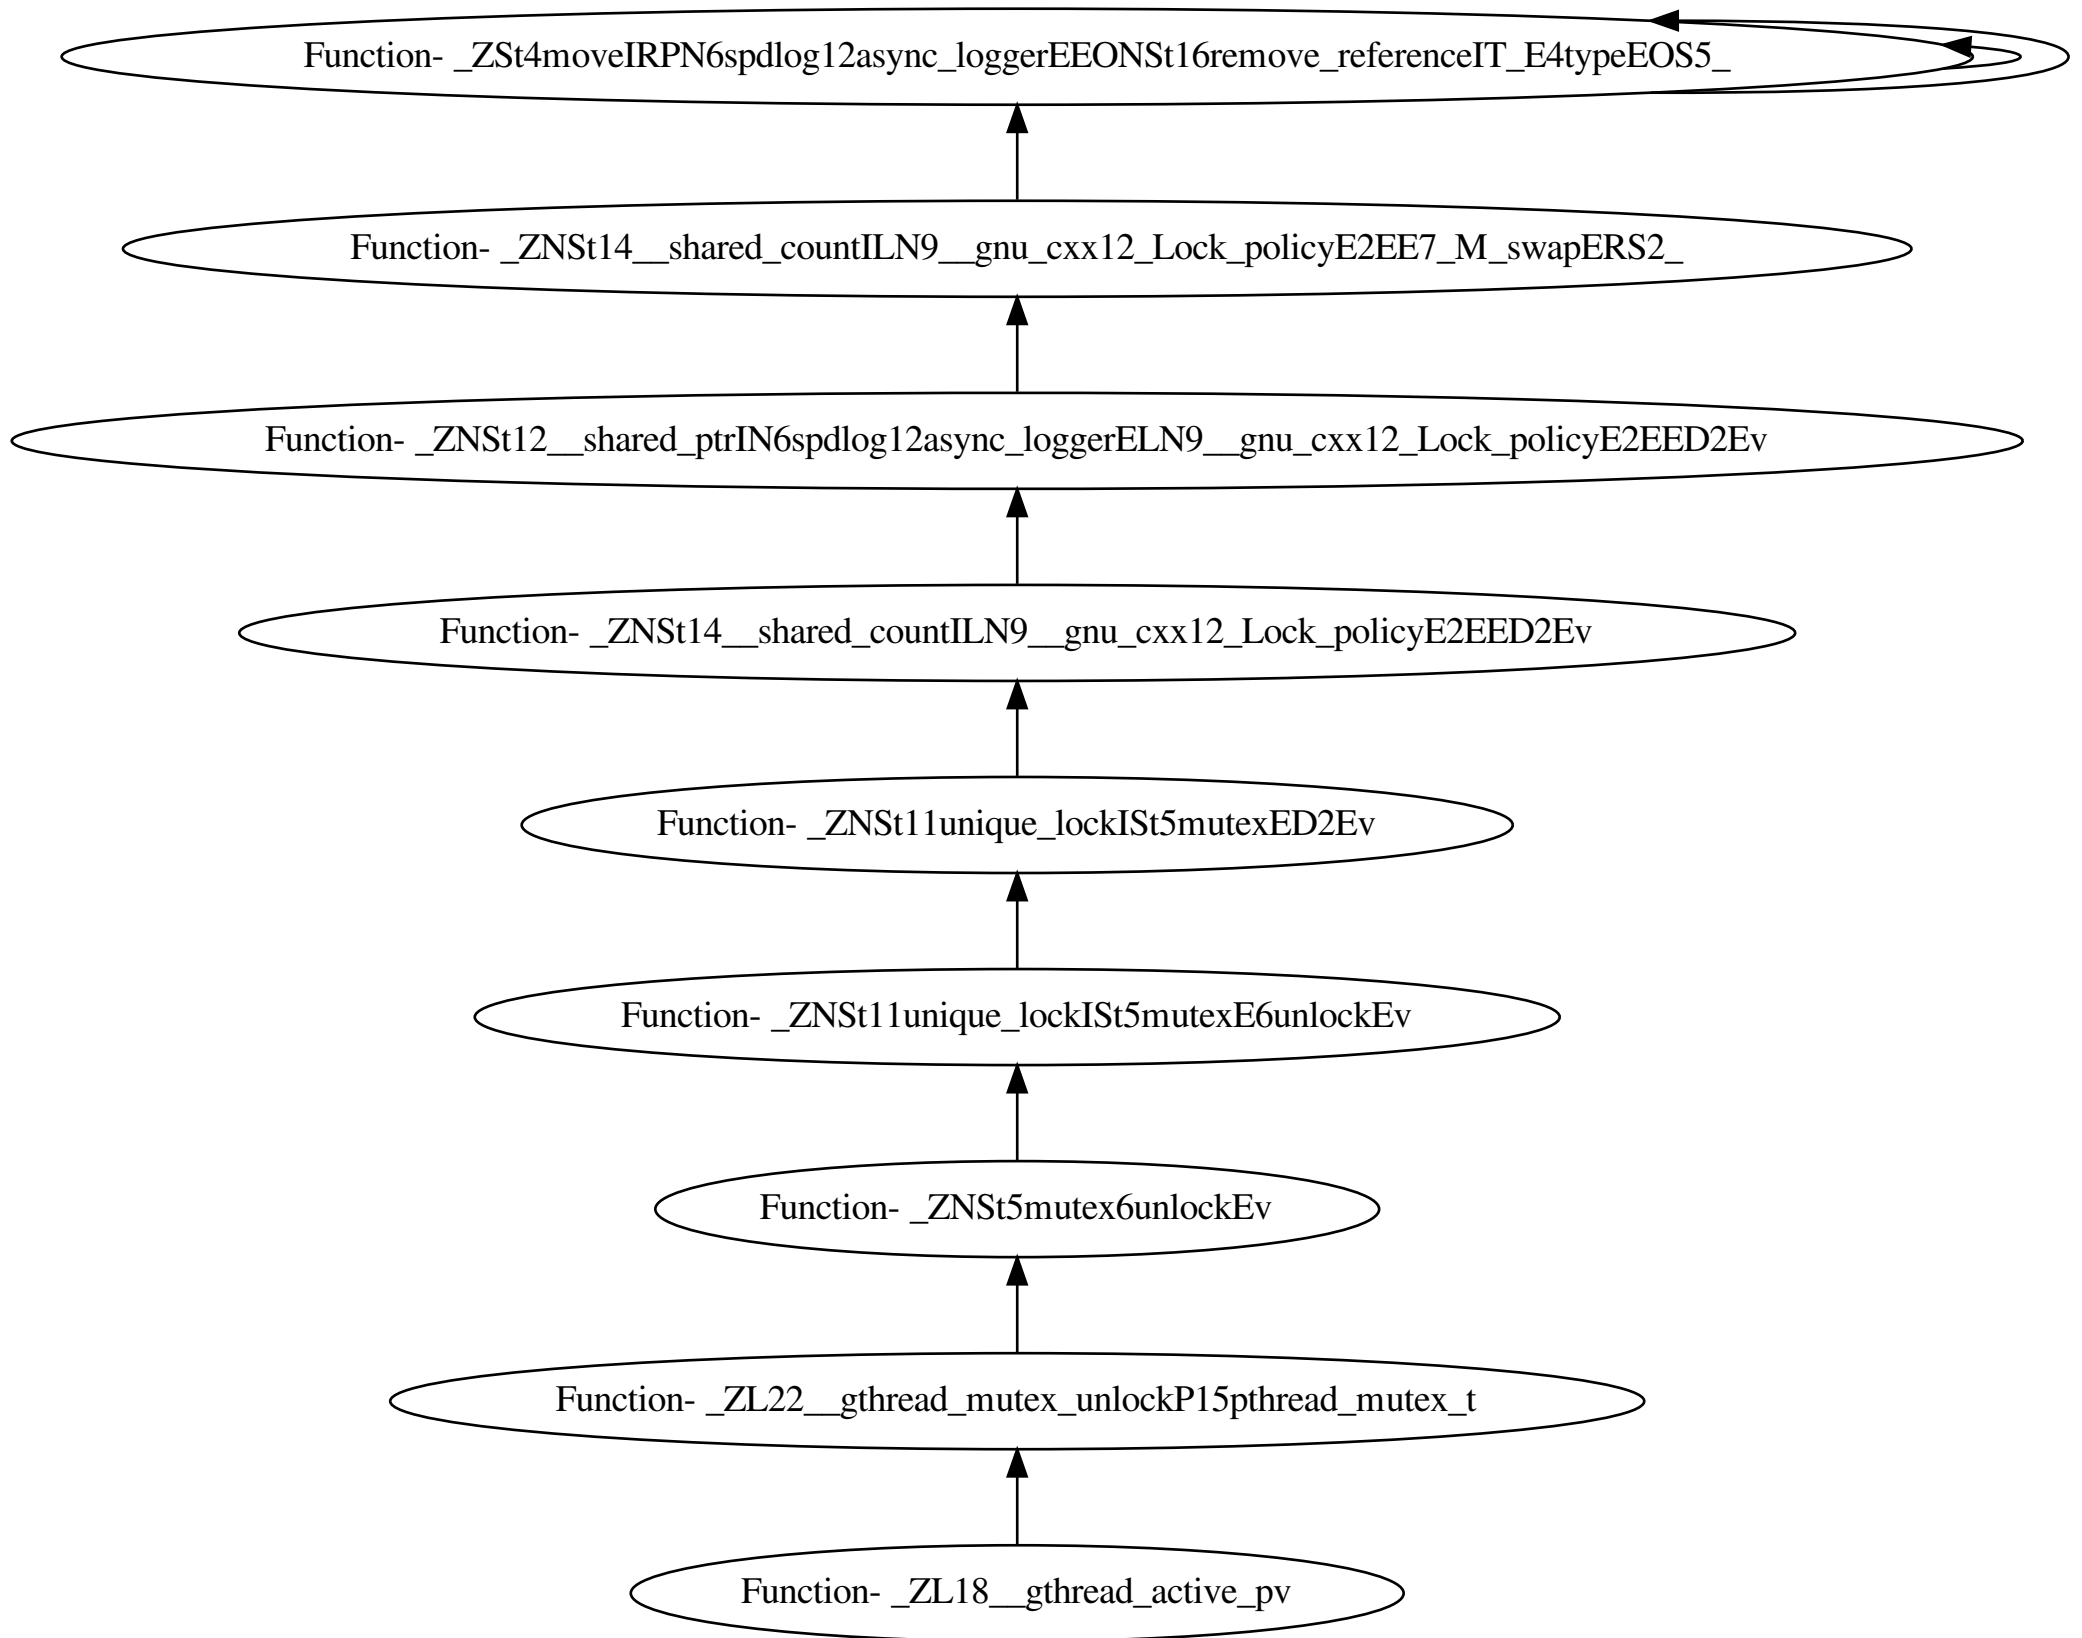 Function- _ZSt4moveIRPN6spdlog12async_loggerEEONSt16remove_referenceIT_E4typeEOS5_
Function- _ZNSt14__shared_countILN9__gnu_cxx12_Lock_policyE2EE7_M_swapERS2_
Function- _ZNSt12__shared_ptrIN6spdlog12async_loggerELN9__gnu_cxx12_Lock_policyE2EED2Ev
Function- _ZNSt14__shared_countILN9__gnu_cxx12_Lock_policyE2EED2Ev
Function- _ZNSt11unique_lockISt5mutexED2Ev
Function- _ZNSt11unique_lockISt5mutexE6unlockEv
Function- _ZNSt5mutex6unlockEv
Function- _ZL22__gthread_mutex_unlockP15pthread_mutex_t
Function- _ZL18__gthread_active_pv